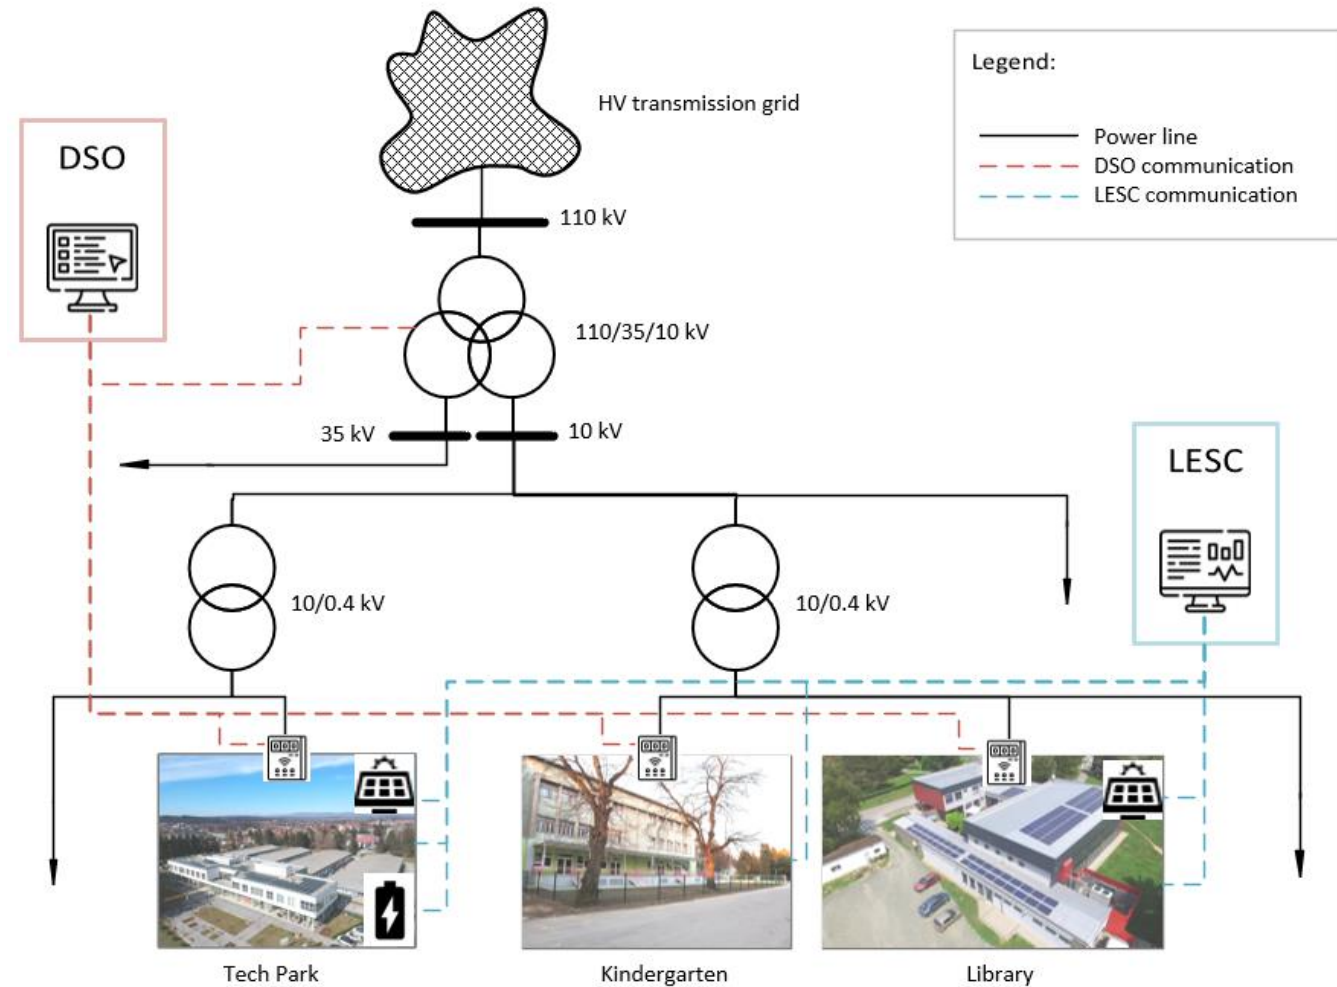 HV transmission grid
Legend:
Power line
DSO communication
LESC communication
DSO
110 kV
110/35/10 kV
35 kV
10 kV
LESC
10/0.4 kV
10/0.4 kV
Tech Park
Kindergarten
Library